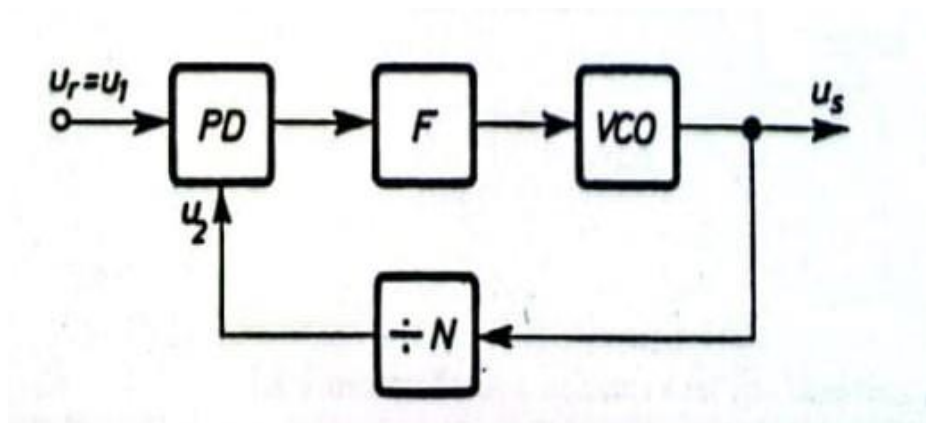 u_r=u_1
PD
F
VCO
u_s
u_2
÷N